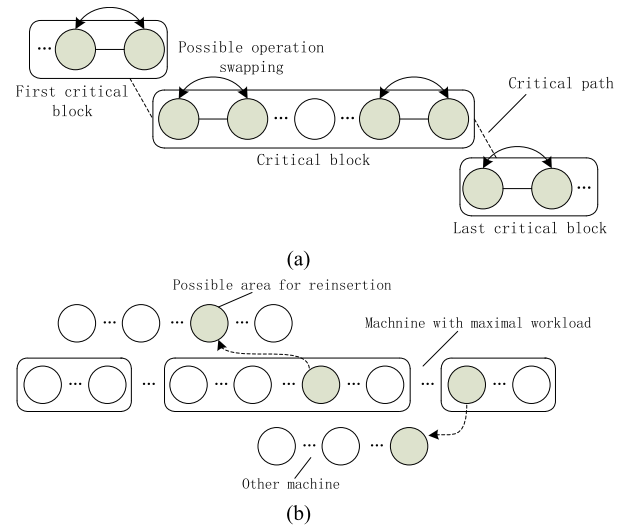 Possible operation
swapping
First critical
block
Critical path
Critical block
Last critical block
(a)
Possible area for reinsertion
Machnine with maximal workload
Other machine
(b)